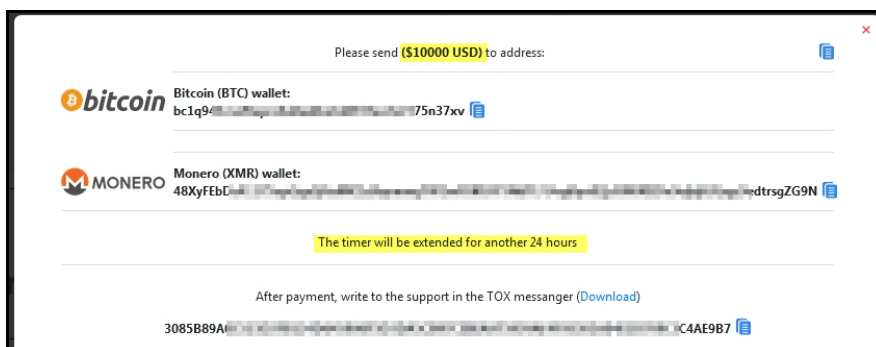 Please send ($10000 USD) to address:
bitcoin
Bitcoin (BTC) wallet:
bc1q94 75n37xv
MONERO
Monero (XMR) wallet:
48XyFEbD edtrsgZG9N
The timer will be extended for another 24 hours
After payment, write to the support in the TOX messanger (Download)
3085B89A C4AE9B7